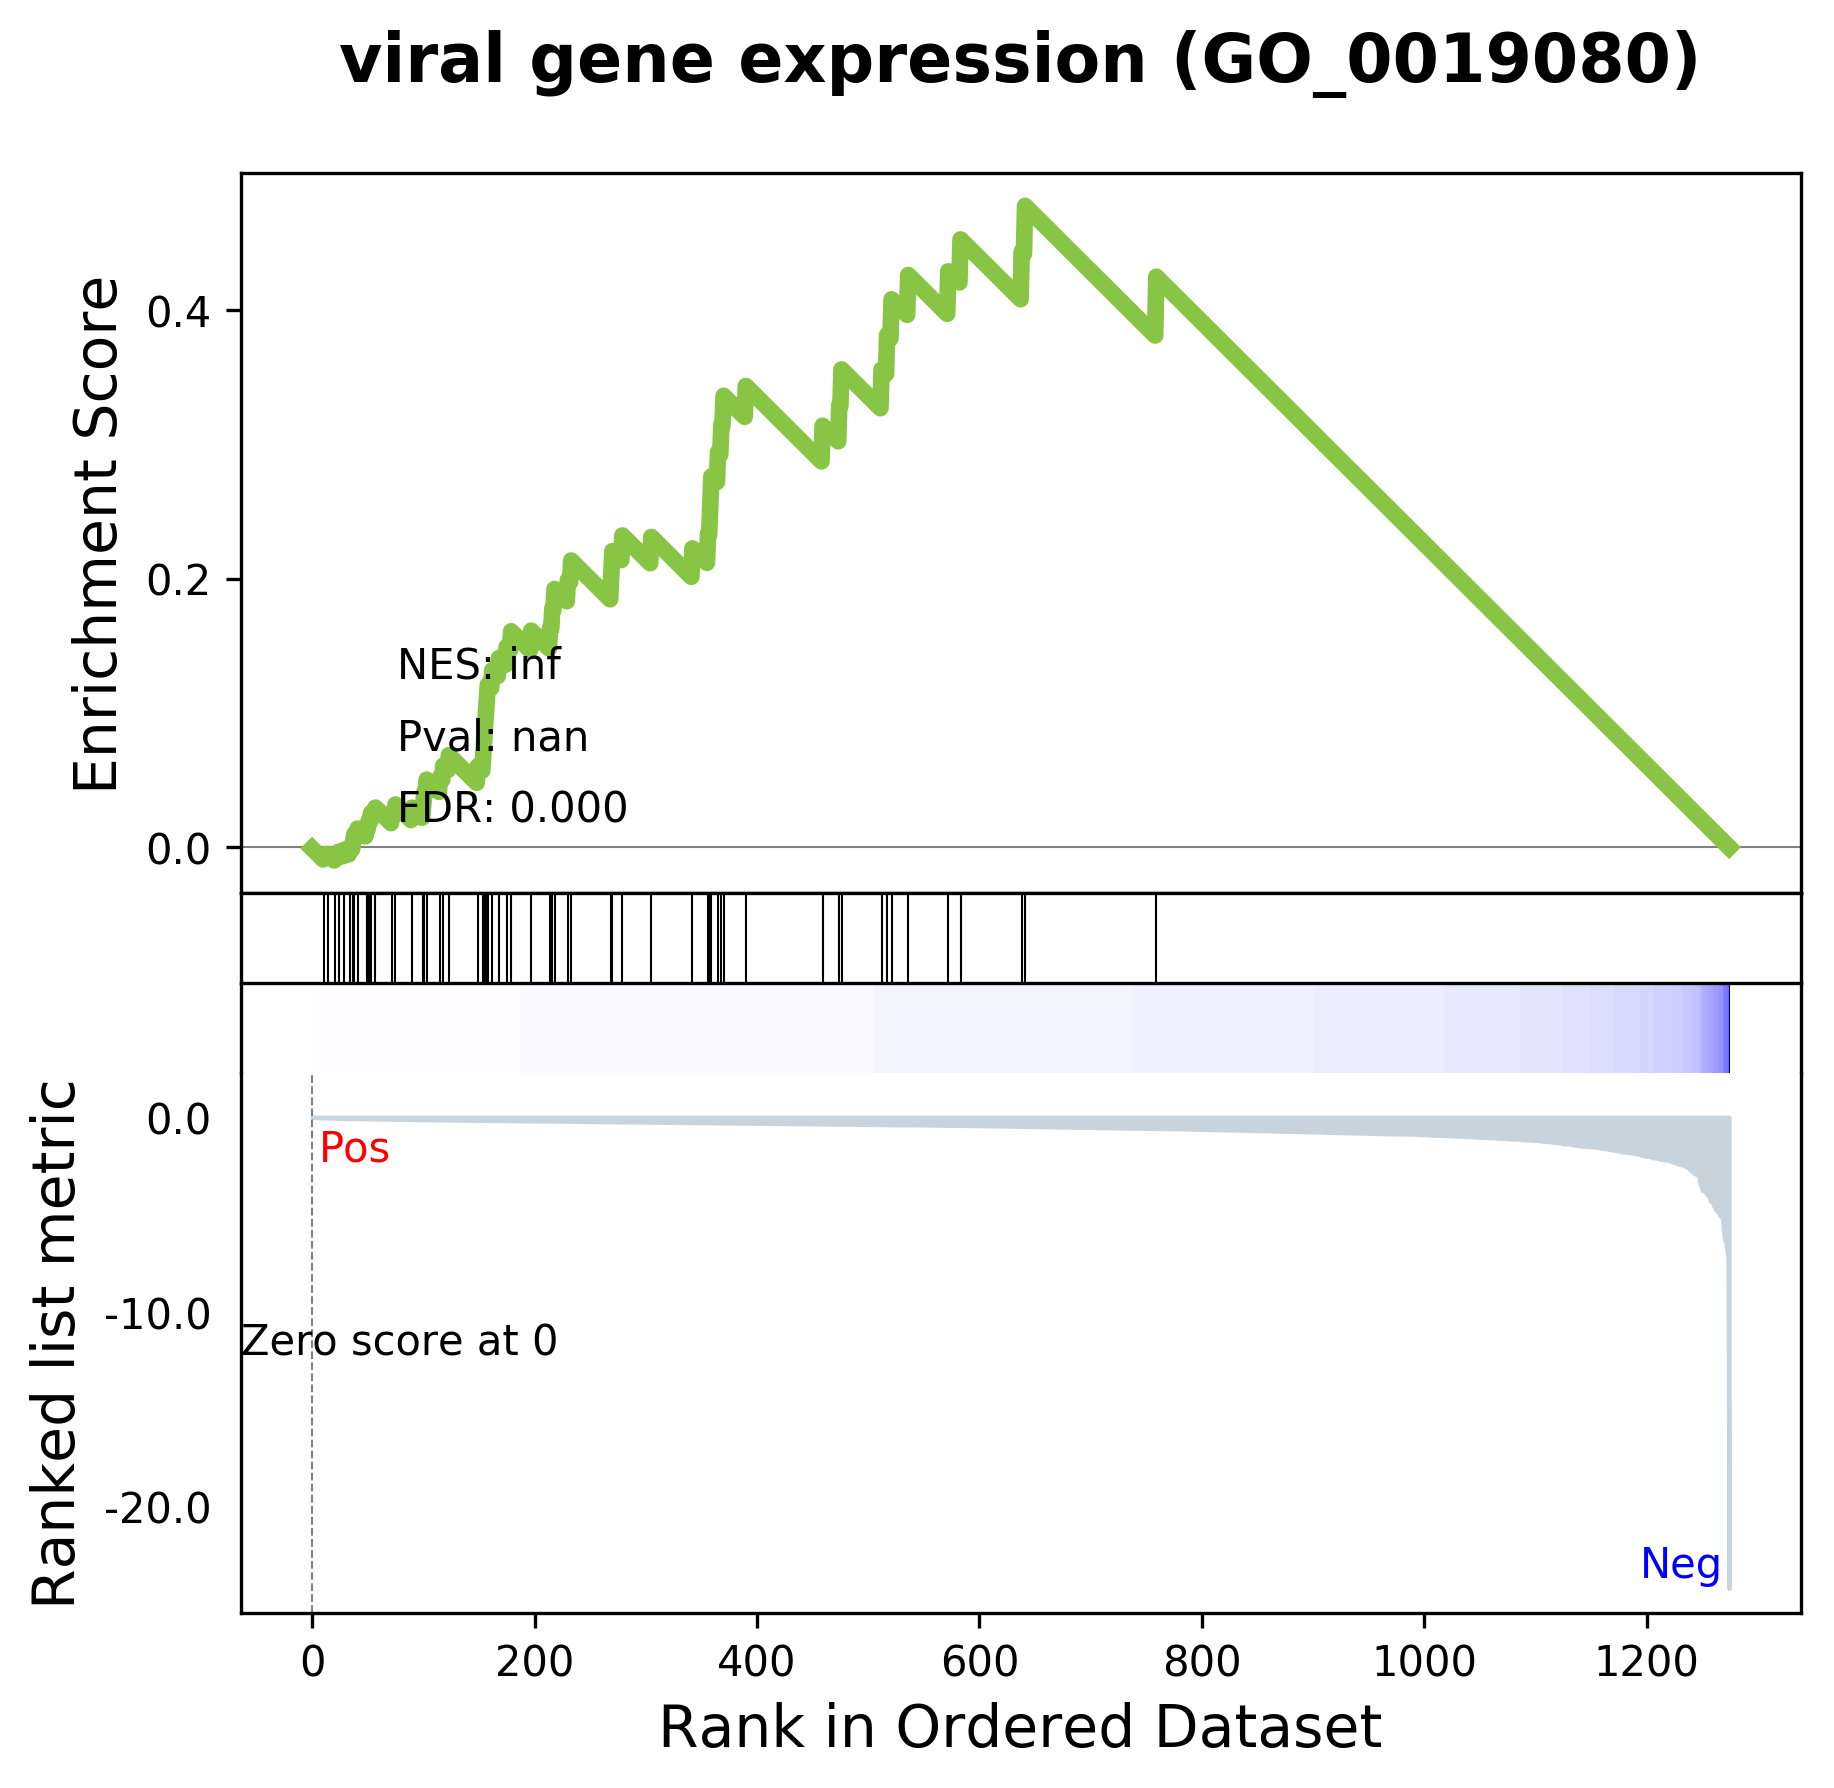 viral gene expression (GO_0019080)
Enrichment Score
0.4
0.2
0.0
NES: inf
Pval: nan
FDR: 0.000
Ranked list metric
0.0
-10.0
-20.0
Pos
Zero score at 0
Neg
0 200 400 600 800 1000 1200
Rank in Ordered Dataset